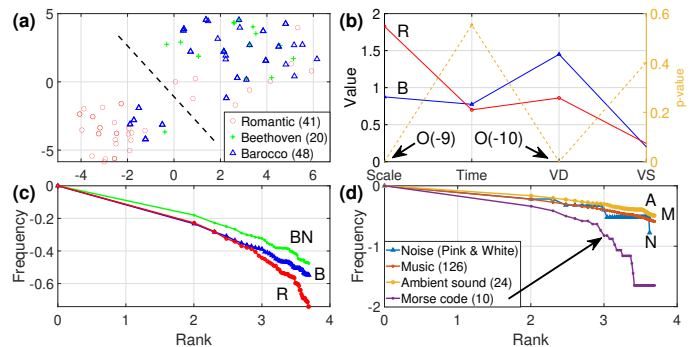 (a)
5
0
-5
-4
-2
0
2
4
6
Romantic (41)
Beethoven (20)
Barocco (48)
(b)
Value
2
1.5
1
0.5
0
R
B
O(-9)
O(-10)
Scale
Time
VD
VS
0.6
0.4
0.2
0
p-value
(c)
Frequency
0
-0.2
-0.4
-0.6
BN
B
R
0
1
2
3
4
Rank
(d)
Frequency
0
-1
-2
A
M
N
Noise (Pink & White)
Music (126)
Ambient sound (24)
Morse code (10)
0
1
2
3
4
Rank